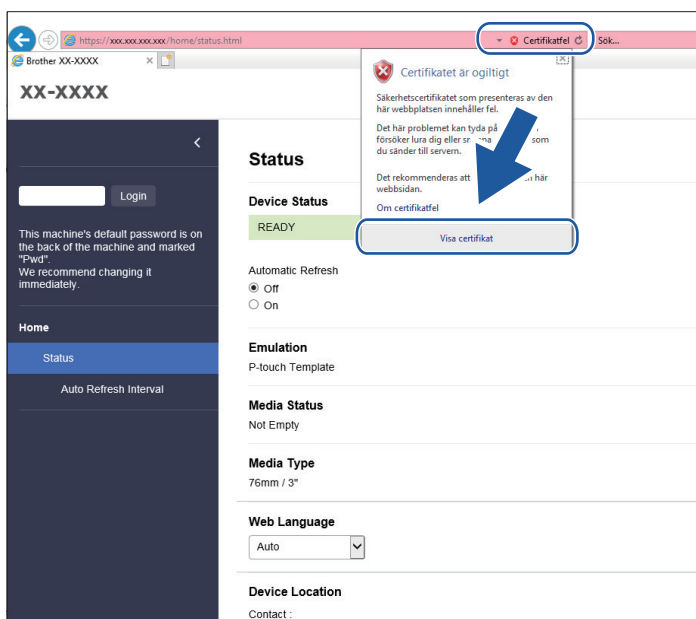 https://xxx.xxx.xxx.xxx/home/status.html
Certifikatfel
Sök...
Brother XX-XXXX
XX-XXXX
Login
This machine's default password is on
the back of the machine and marked
"Pwd".
We recommend changing it
immediately.
Home
Status
Auto Refresh Interval
Status
Device Status
READY
Automatic Refresh
Off
On
Emulation
P-touch Template
Media Status
Not Empty
Media Type
76mm / 3"
Web Language
Auto
Device Location
Contact :
Certifikatet är ogiltigt
Säkerhetscertifikatet som presenteras av den
här webbplatsen innehåller fel.
Det här problemet kan tyda på
försöker lura dig eller som
du sänder till servern.
Det rekommenderas att här
webbsidan.
Om certifikatfel
Visa certifikat